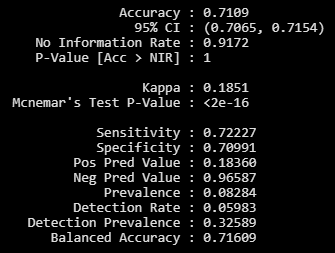 Accuracy : 0.7109
95% CI : (0.7065, 0.7154)
No Information Rate : 0.9172
P-Value [Acc > NIR] : 1
Kappa : 0.1851
Mcnemar's Test P-Value : <2e-16
Sensitivity : 0.72227
Specificity : 0.70991
Pos Pred Value : 0.18360
Neg Pred Value : 0.96587
Prevalence : 0.08284
Detection Rate : 0.05983
Detection Prevalence : 0.32589
Balanced Accuracy : 0.71609